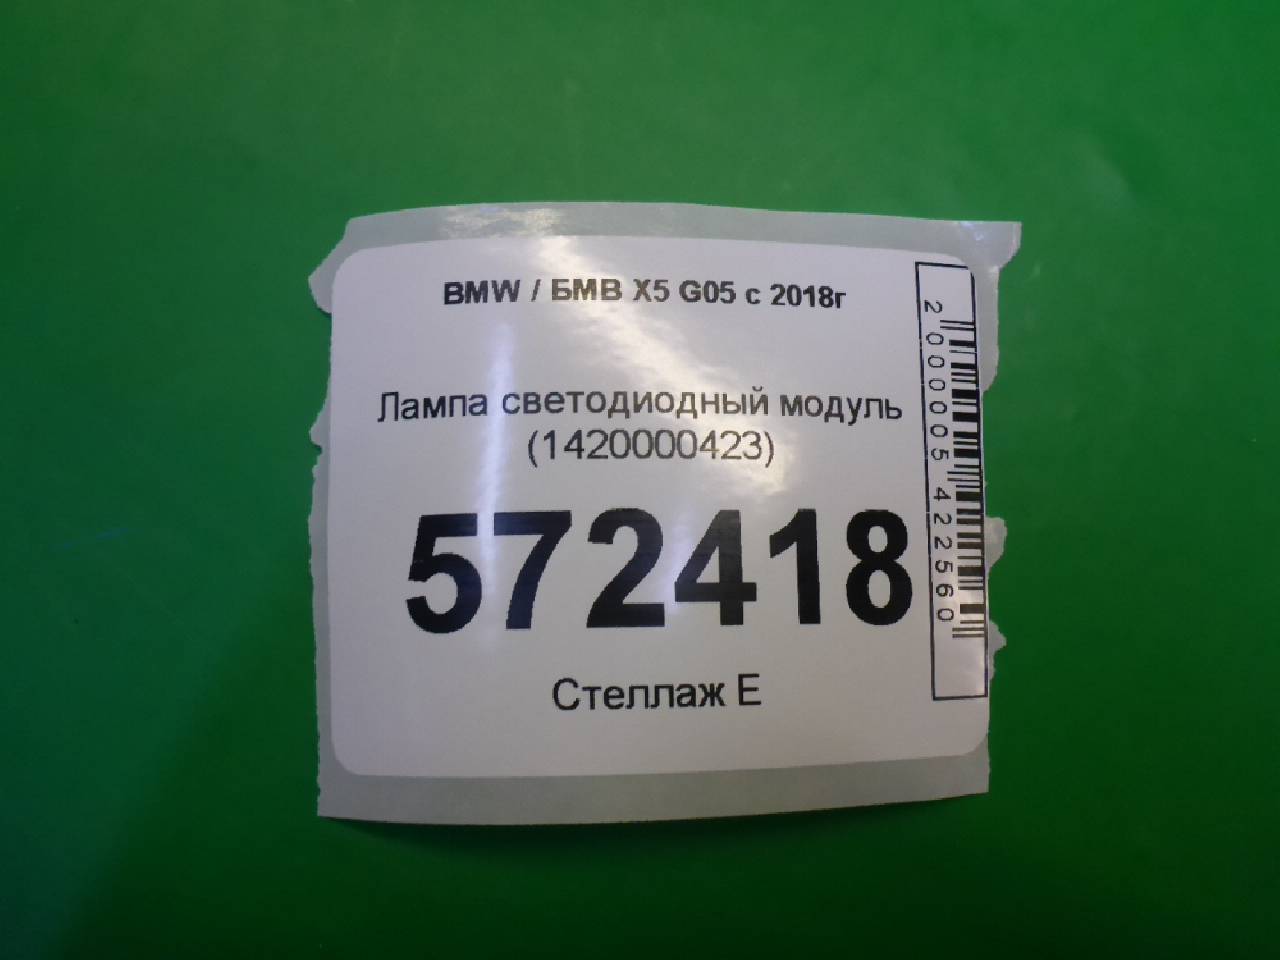 BMW / БМВ X5 G05 с 2018г
Лампа светодиодный модуль
(1420000423)
572418
Стеллаж Е
2000005422560